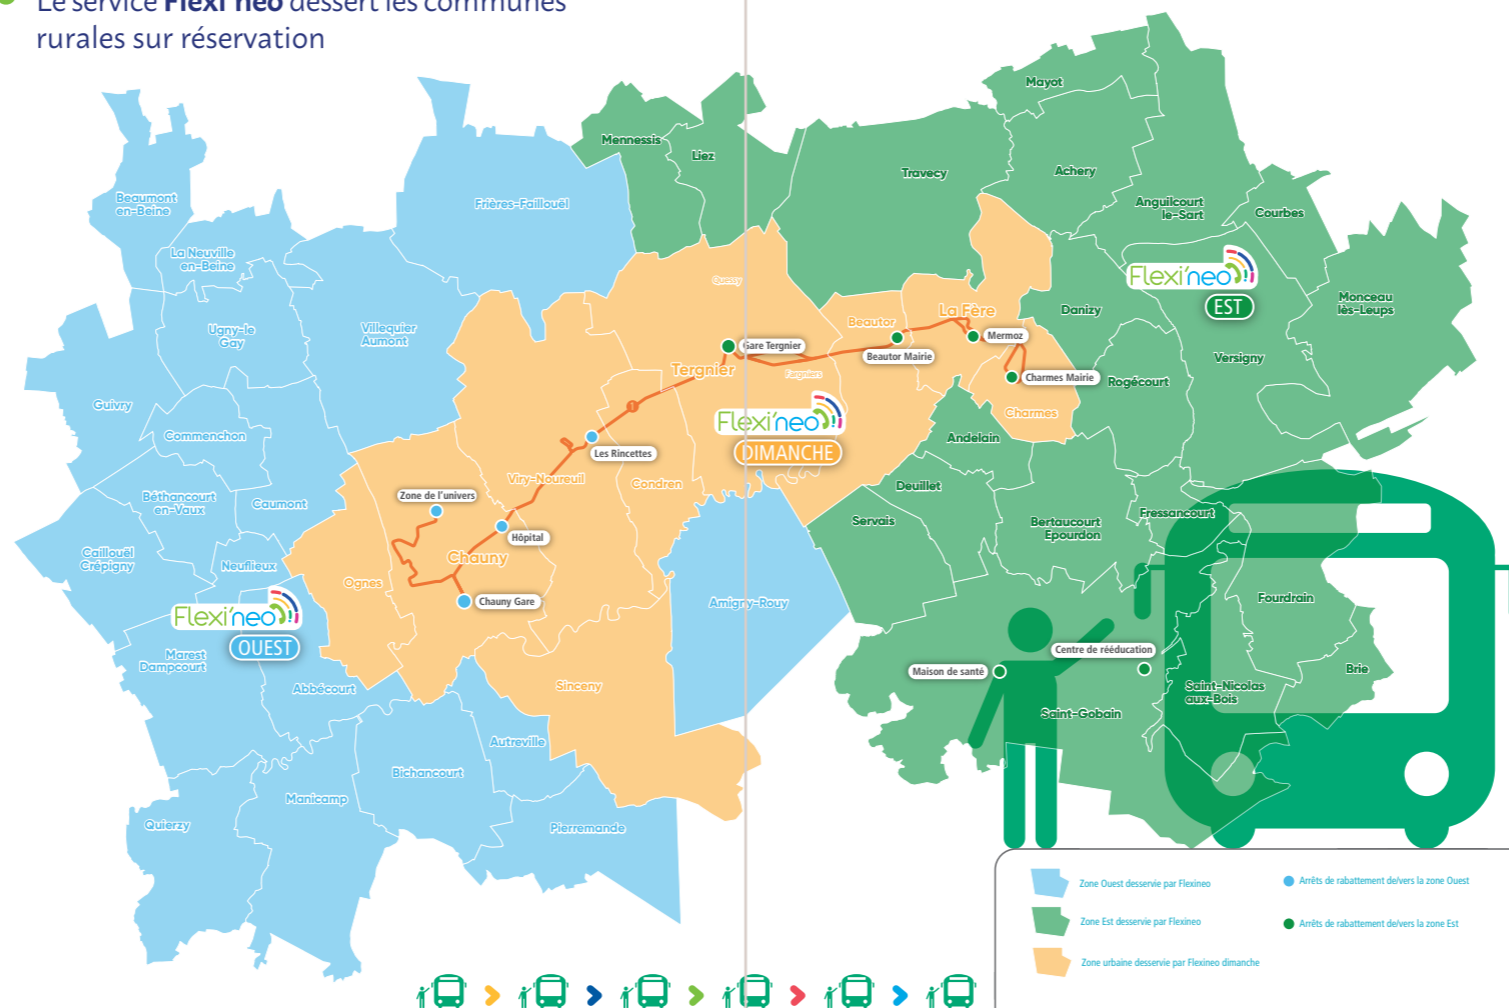 Le service Flexi'néo dessert les communes
rurales sur réservation
Mayot
Mennessis
Liez
Travecy
Achery
Beaumont
en-Beine
Frières-Faillouël
Anguilcourt
le-Sart
Courbes
La Neuville
en-Beine
Flexi'neo
EST
Quessy
Monceau
lès-Leups
Danizy
La Fère
Beautor
Ugny-le
Gay
Villequier
Aumont
Mermoz
Gare Tergnier
Beautor Mairie
Versigny
Tergnier
Fargniers
Charmes Mairie
Rogécourt
Guivry
1
Charmes
Flexi'neo
DIMANCHE
Commenchon
Andelain
Les Rincettes
Viry-Noureuil
Condren
Deuillet
Zone de l'univers
Béthancourt
en-Vaux
Caumont
Servais
Bertaucourt
Epourdon
Fressancourt
Hôpital
Chauny
Caillouël
Crépigny
Neuflieux
Ognes
Chauny Gare
Amigny-Rouy
Fourdrain
Flexi'neo
OUEST
Marest
Dampcourt
Centre de rééducation
Maison de santé
Brie
Abbécourt
Sinceny
Saint-Nicolas
aux-Bois
Saint-Gobain
Autreville
Bichancourt
Manicamp
Quierzy
Pierremande
Zone Ouest desservie par Flexineo
Arrêts de rabattement de/vers la zone Ouest
Zone Est desservie par Flexineo
Arrêts de rabattement de/vers la zone Est
Zone urbaine desservie par Flexineo dimanche